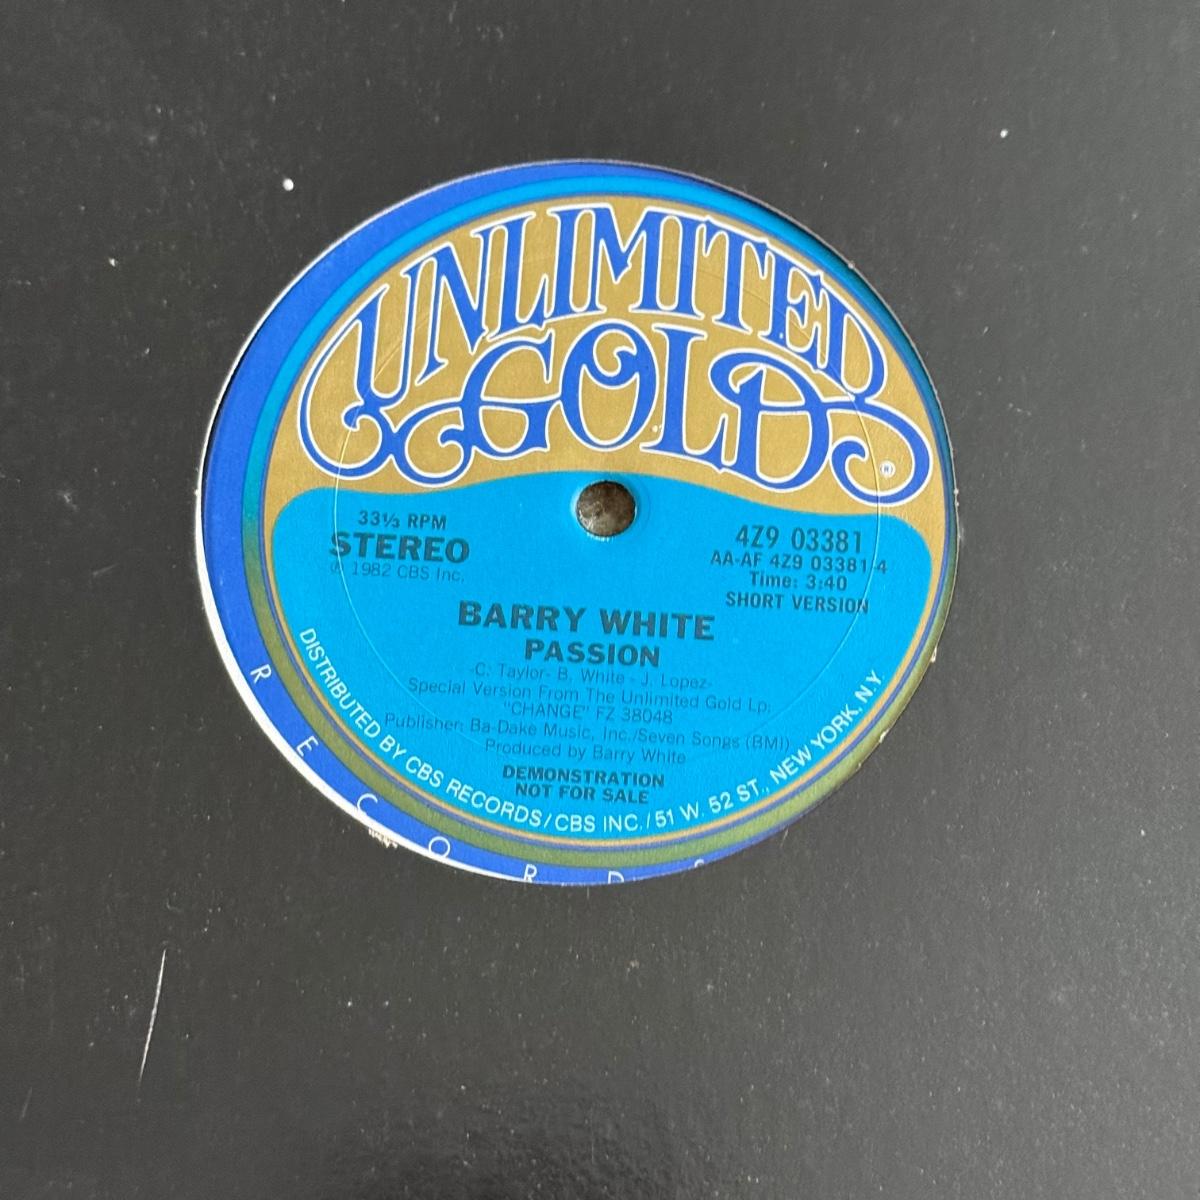 UNLIMITED
GOLD
®
33⅓ RPM
STEREO
℗ 1982 CBS Inc.
4Z9 03381
AA-AF 4Z9 03381-4
Time: 3:40
SHORT VERSION
BARRY WHITE
PASSION
-C. Taylor- B. White - J. Lopez-
Special Version From The Unlimited Gold Lp:
"CHANGE" FZ 38048
Publisher: Ba-Dake Music, Inc./Seven Songs (BMI)
Produced by Barry White
DEMONSTRATION
NOT FOR SALE
DISTRIBUTED BY CBS RECORDS/CBS INC./51 W. 52 ST., NEW YORK, N.Y
RECORDS